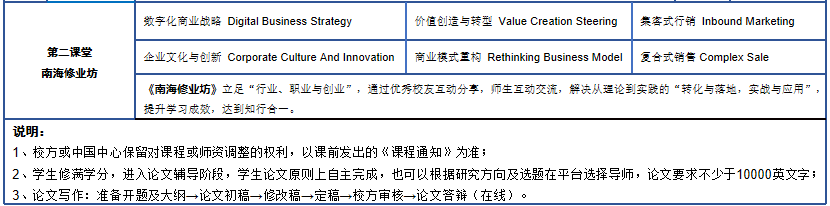 数字化商业战略 Digital Business Strategy
价值创造与转型 Value Creation Steering
集客式行销 Inbound Marketing
第二课堂
南海修业坊
企业文化与创新 Corporate Culture And Innovation
商业模式重构 Rethinking Business Model
复合式销售 Complex Sale
《南海修业坊》立足“行业、职业与创业”，通过优秀校友互动分享，师生互动交流，解决从理论到实践的“转化与落地，实战与应用”，
提升学习成效，达到知行合一。
说明：
1、校方或中国中心保留对课程或师资调整的权利，以课前发出的《课程通知》为准；
2、学生修满学分，进入论文辅导阶段，学生论文原则上自主完成，也可以根据研究方向及选题在平台选择导师，论文要求不少于10000英文字；
3、论文写作：准备开题及大纲→论文初稿→修改稿→定稿→校方审核→论文答辩（在线）。